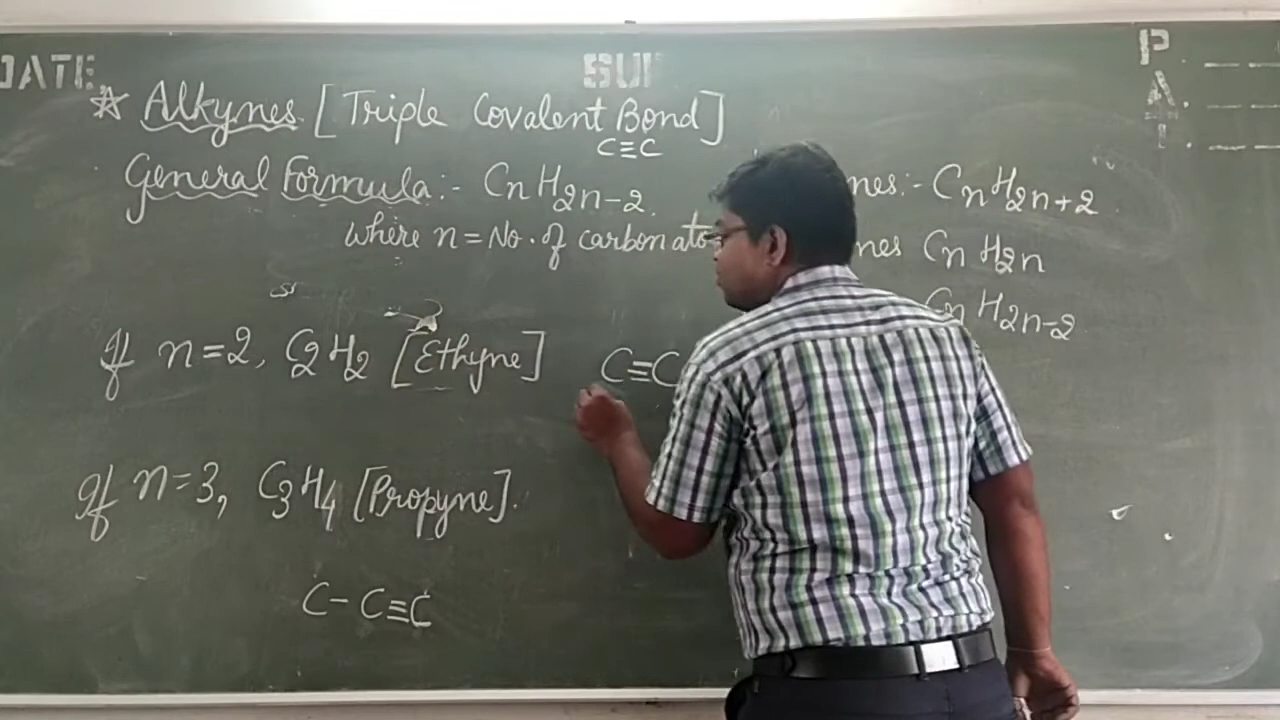 DATE
SU
P
A
☆ Alkynes [Triple Covalent Bond]
C≡C
General Formula:- CnH2n-2.
where n = No. of carbon ato
nes:- CnH2n+2
nes CnH2n
CnH2n-2
If n=2, C2H2 [Ethyne] C≡C
If n=3, C3H4 [Propyne].
C-C≡C